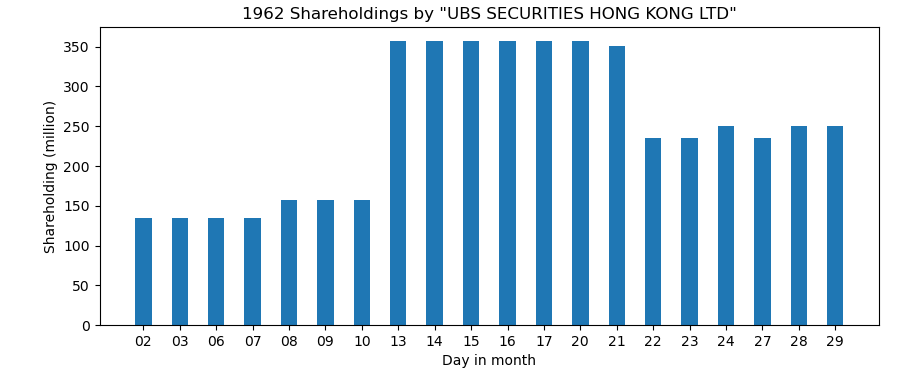 1962 Shareholdings by "UBS SECURITIES HONG KONG LTD"
Shareholding (million)
350
300
250
200
150
100
50
0
02 03 06 07 08 09 10 13 14 15 16 17 20 21 22 23 24 27 28 29
Day in month